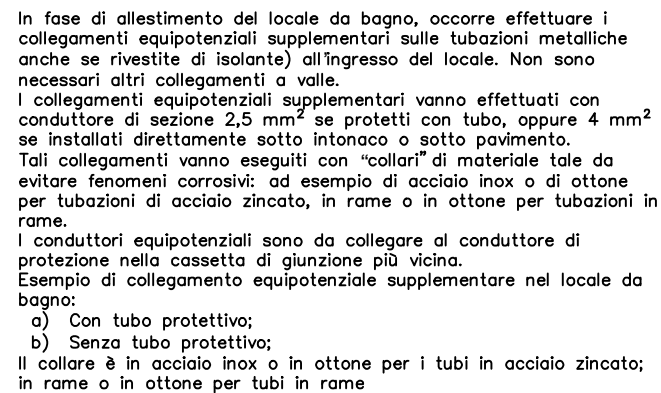 In fase di allestimento del locale da bagno, occorre effettuare i
collegamenti equipotenziali supplementari sulle tubazioni metalliche
anche se rivestite di isolante) all'ingresso del locale. Non sono
necessari altri collegamenti a valle.
I collegamenti equipotenziali supplementari vanno effettuati con
conduttore di sezione 2,5 mm² se protetti con tubo, oppure 4 mm²
se installati direttamente sotto intonaco o sotto pavimento.
Tali collegamenti vanno eseguiti con “collari” di materiale tale da
evitare fenomeni corrosivi: ad esempio di acciaio inox o di ottone
per tubazioni di acciaio zincato, in rame o in ottone per tubazioni in
rame.
I conduttori equipotenziali sono da collegare al conduttore di
protezione nella cassetta di giunzione più vicina.
Esempio di collegamento equipotenziale supplementare nel locale da
bagno:
a) Con tubo protettivo;
b) Senza tubo protettivo;
Il collare è in acciaio inox o in ottone per i tubi in acciaio zincato;
in rame o in ottone per tubi in rame